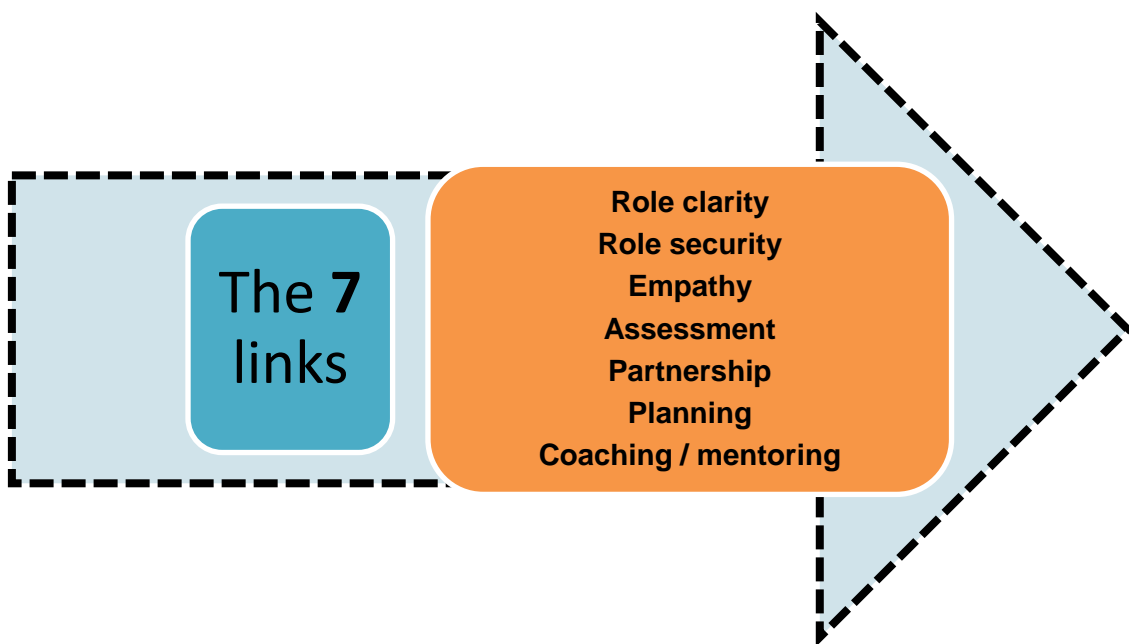 The 7
links
Role clarity
Role security
Empathy
Assessment
Partnership
Planning
Coaching / mentoring